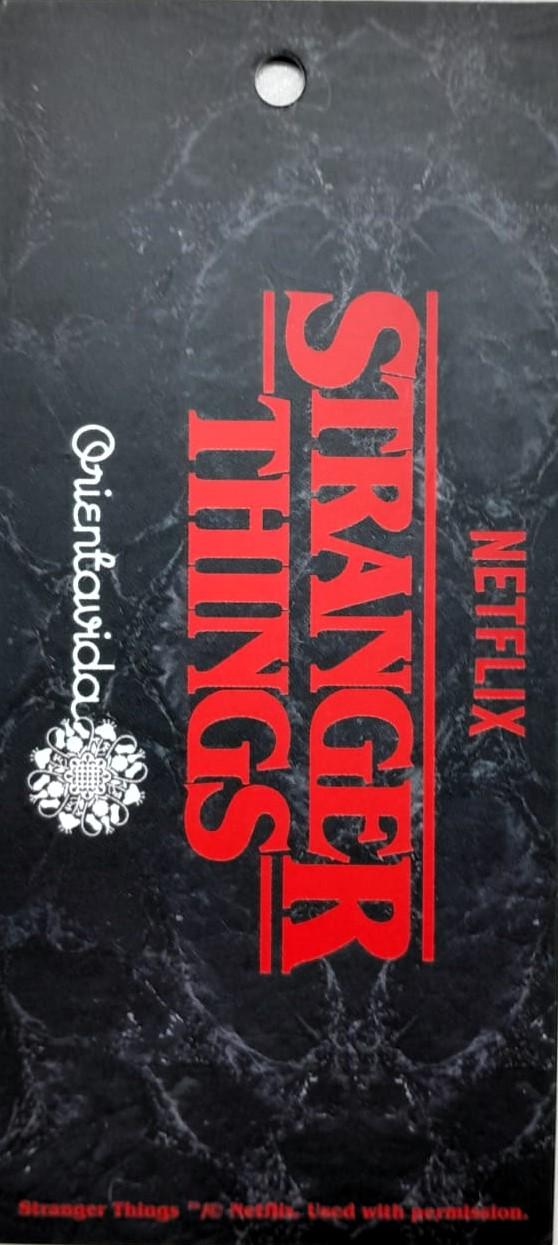 NETFLIX
STRANGER
THINGS
Orientavida
Stranger Things ™/© Netflix. Used with permission.